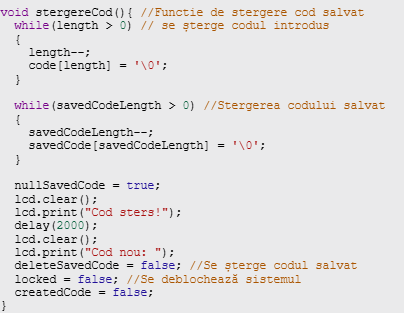 void stergereCod(){ //Functie de stergere cod salvat
  while(length > 0) // se șterge codul introdus
  {
    length--;
    code[length] = '\0';
  }

  while(savedCodeLength > 0) //Stergerea codului salvat
  {
    savedCodeLength--;
    savedCode[savedCodeLength] = '\0';
  }

  nullSavedCode = true;
  lcd.clear();
  lcd.print("Cod sters!");
  delay(2000);
  lcd.clear();
  lcd.print("Cod nou: ");
  deleteSavedCode = false; //Se șterge codul salvat
  locked = false; //Se deblochează sistemul
  createdCode = false;
}